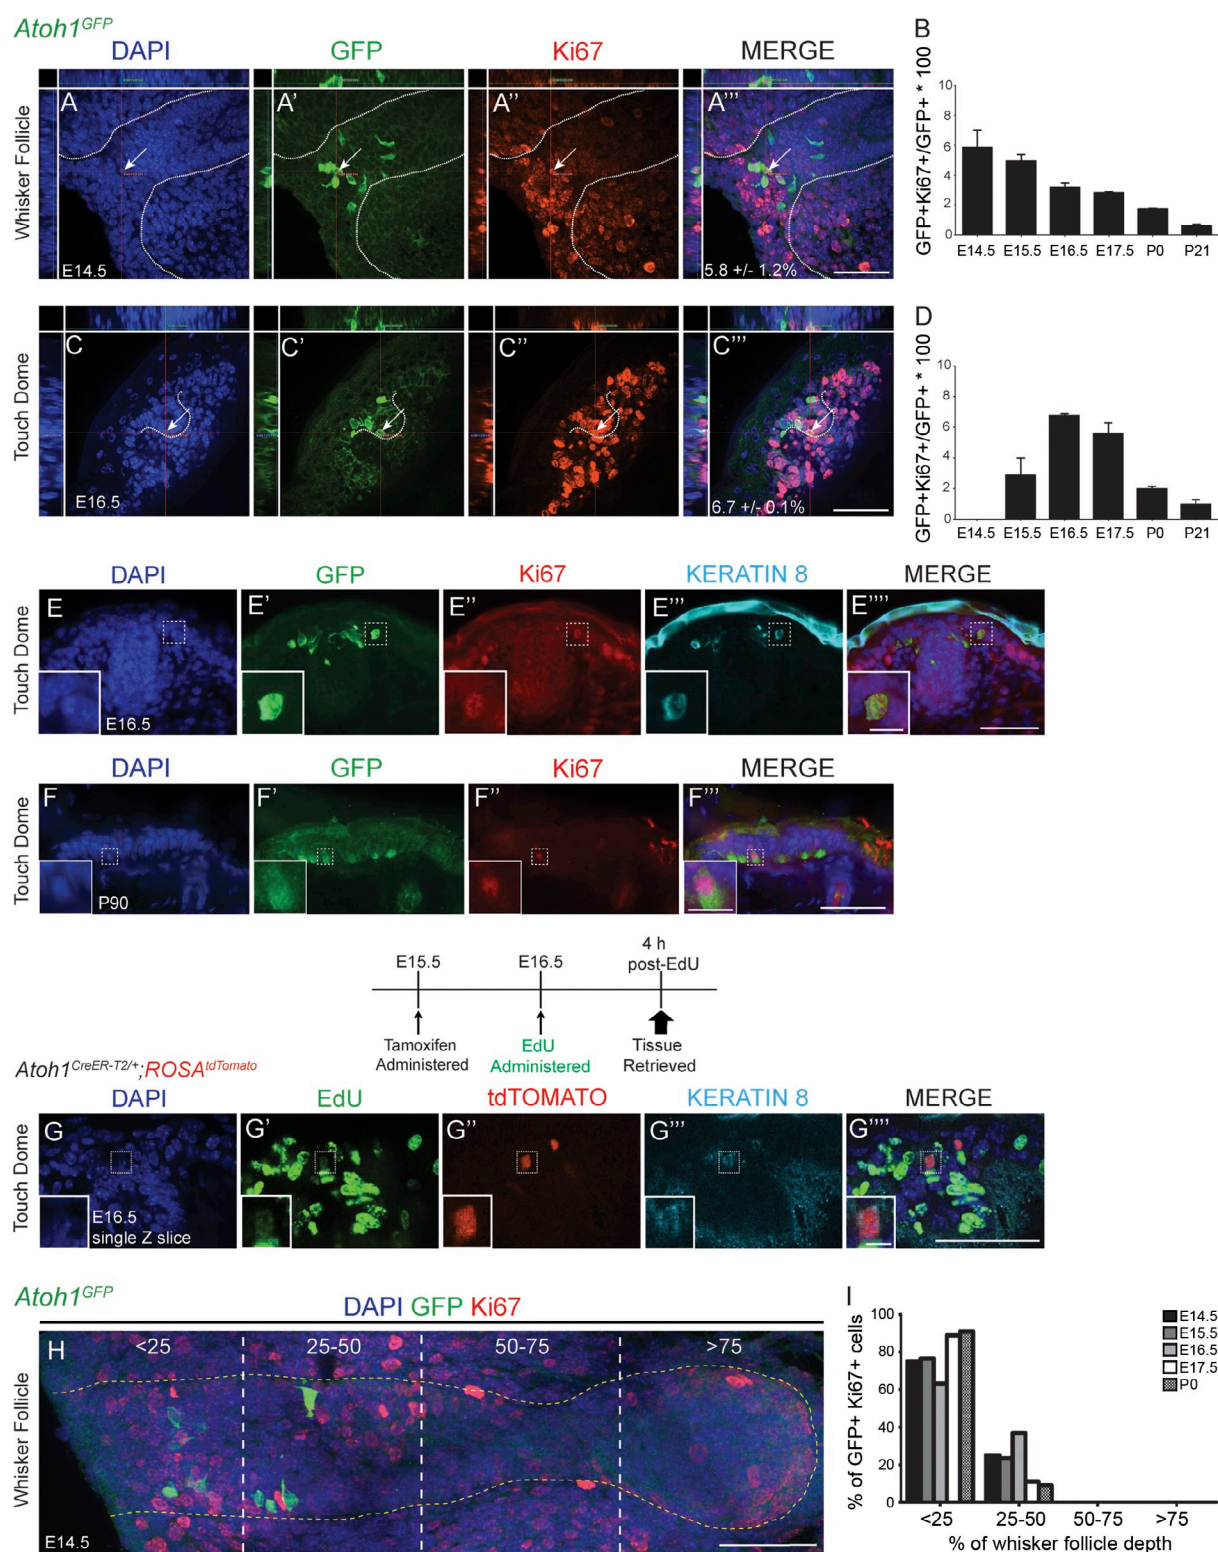 Atoh1GFP
DAPI GFP Ki67 MERGE
Whisker Follicle
A A' A'' A'''
E14.5
5.8 +/- 1.2%
B
GFP+Ki67+/GFP+ * 100
10
8
6
4
2
0
E14.5 E15.5 E16.5 E17.5 P0 P21
Touch Dome
C C' C'' C'''
E16.5
6.7 +/- 0.1%
D
GFP+Ki67+/GFP+ * 100
10
8
6
4
2
0
E14.5 E15.5 E16.5 E17.5 P0 P21
DAPI GFP Ki67 KERATIN 8 MERGE
Touch Dome
E E' E'' E''' E''''
E16.5
DAPI GFP Ki67 MERGE
Touch Dome
F F' F'' F'''
P90
E15.5 E16.5 4 h
post-EdU
Tamoxifen
Administered
EdU
Administered
Tissue
Retrieved
Atoh1CreER-T2/+;ROSAtdTomato
DAPI EdU tdTOMATO KERATIN 8 MERGE
Touch Dome
G G' G'' G''' G''''
E16.5
single Z slice
Atoh1GFP
DAPI GFP Ki67
Whisker Follicle
H <25 25-50 50-75 >75
E14.5
I
% of GFP+ Ki67+ cells
100
80
60
40
20
0
E14.5
E15.5
E16.5
E17.5
P0
<25 25-50 50-75 >75
% of whisker follicle depth